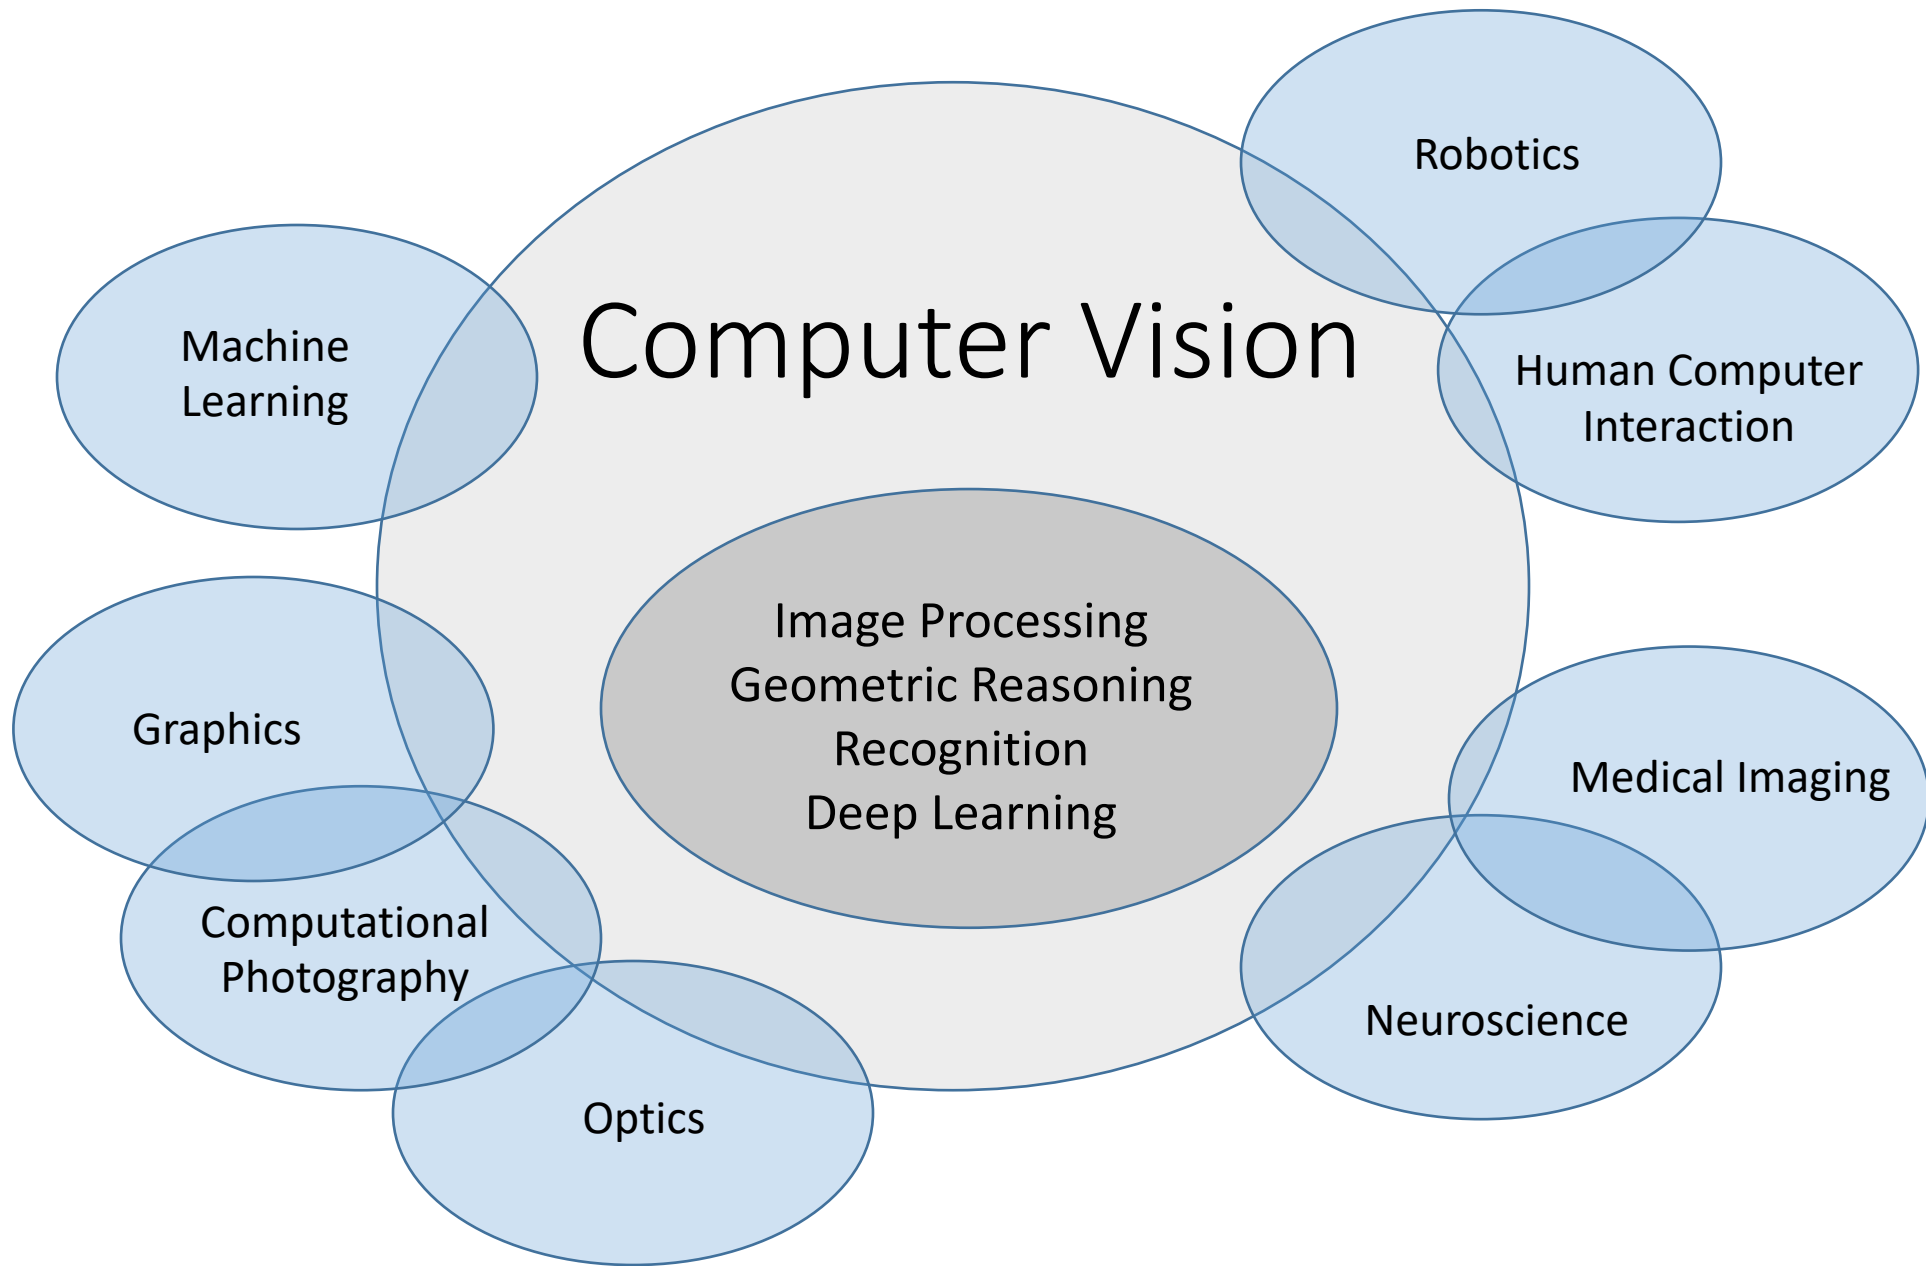 Robotics
Computer Vision
Machine
Learning
Human Computer
Interaction
Image Processing
Geometric Reasoning
Recognition
Deep Learning
Graphics
Medical Imaging
Computational
Photography
Neuroscience
Optics